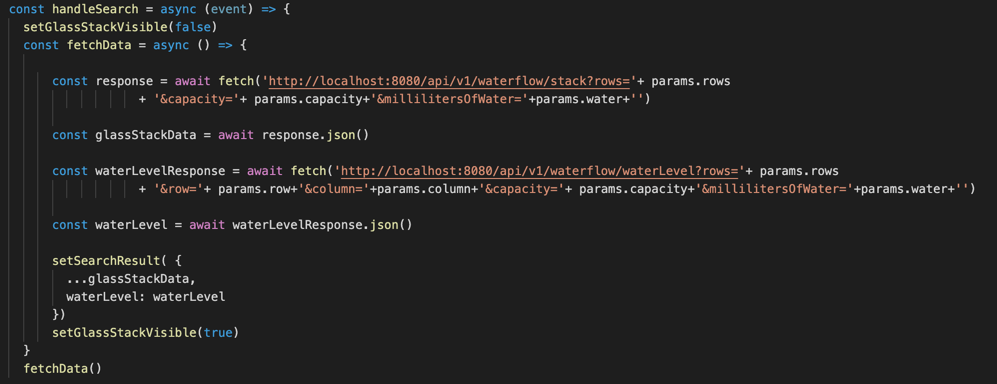 const handleSearch = async (event) => {
  setGlassStackVisible(false)
  const fetchData = async () => {

      const response = await fetch('http://localhost:8080/api/v1/waterflow/stack?rows='+ params.rows
                  + '&capacity='+ params.capacity+'&millilitersOfWater='+params.water+'')

      const glassStackData = await response.json()

      const waterLevelResponse = await fetch('http://localhost:8080/api/v1/waterflow/waterLevel?rows='+ params.rows
                  + '&row='+ params.row+'&column='+params.column+'&capacity='+ params.capacity+'&millilitersOfWater='+params.water+'')

      const waterLevel = await waterLevelResponse.json()

      setSearchResult( {
        ...glassStackData,
        waterLevel: waterLevel
      })
      setGlassStackVisible(true)
  }
  fetchData()